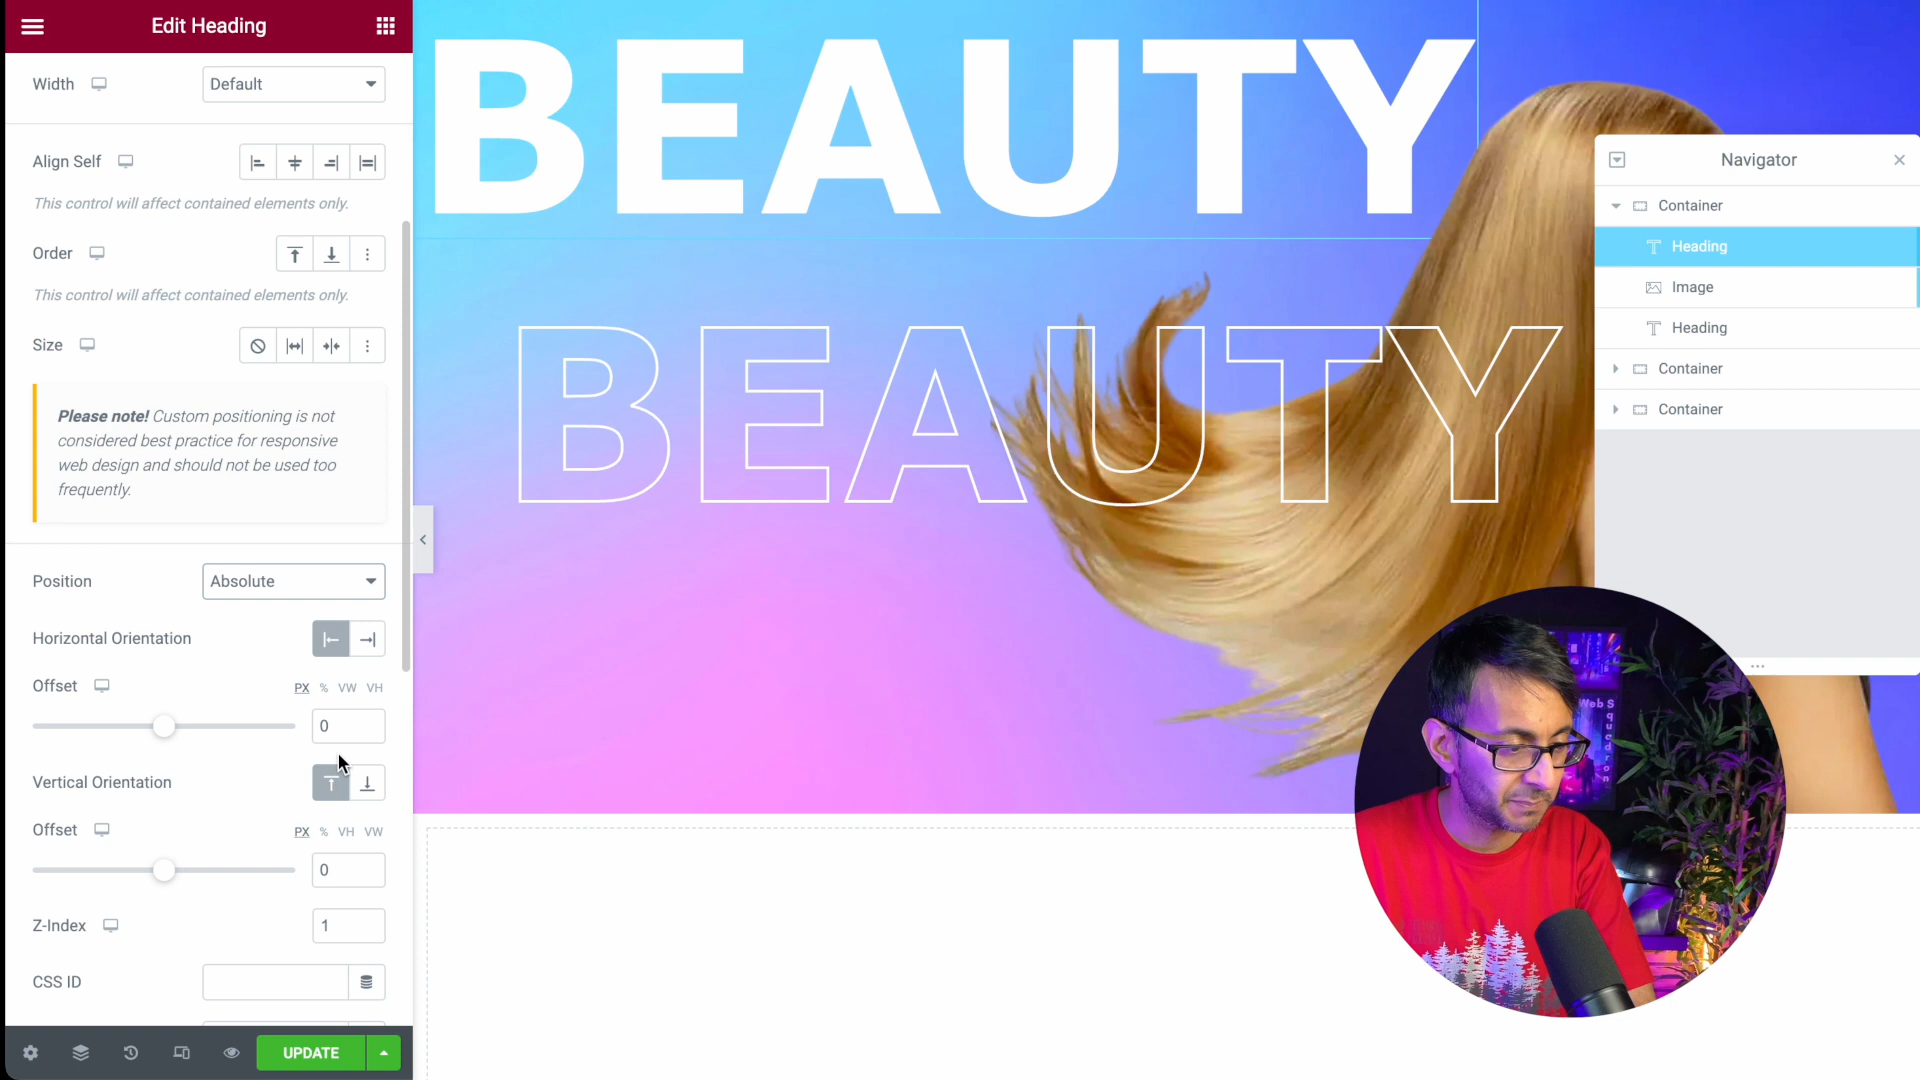 Edit Heading
Width
Default
Align Self
This control will affect contained elements only.
Order
This control will affect contained elements only.
Size
Please note! Custom positioning is not
considered best practice for responsive
web design and should not be used too
frequently.
Position
Absolute
Horizontal Orientation
Offset
PX % VW VH
0
Vertical Orientation
Offset
PX % VH VW
0
Z-Index
1
CSS ID
UPDATE
BEAUTY
BEAUTY
Navigator
Container
Heading
Image
Heading
Container
Container
Web Squadron